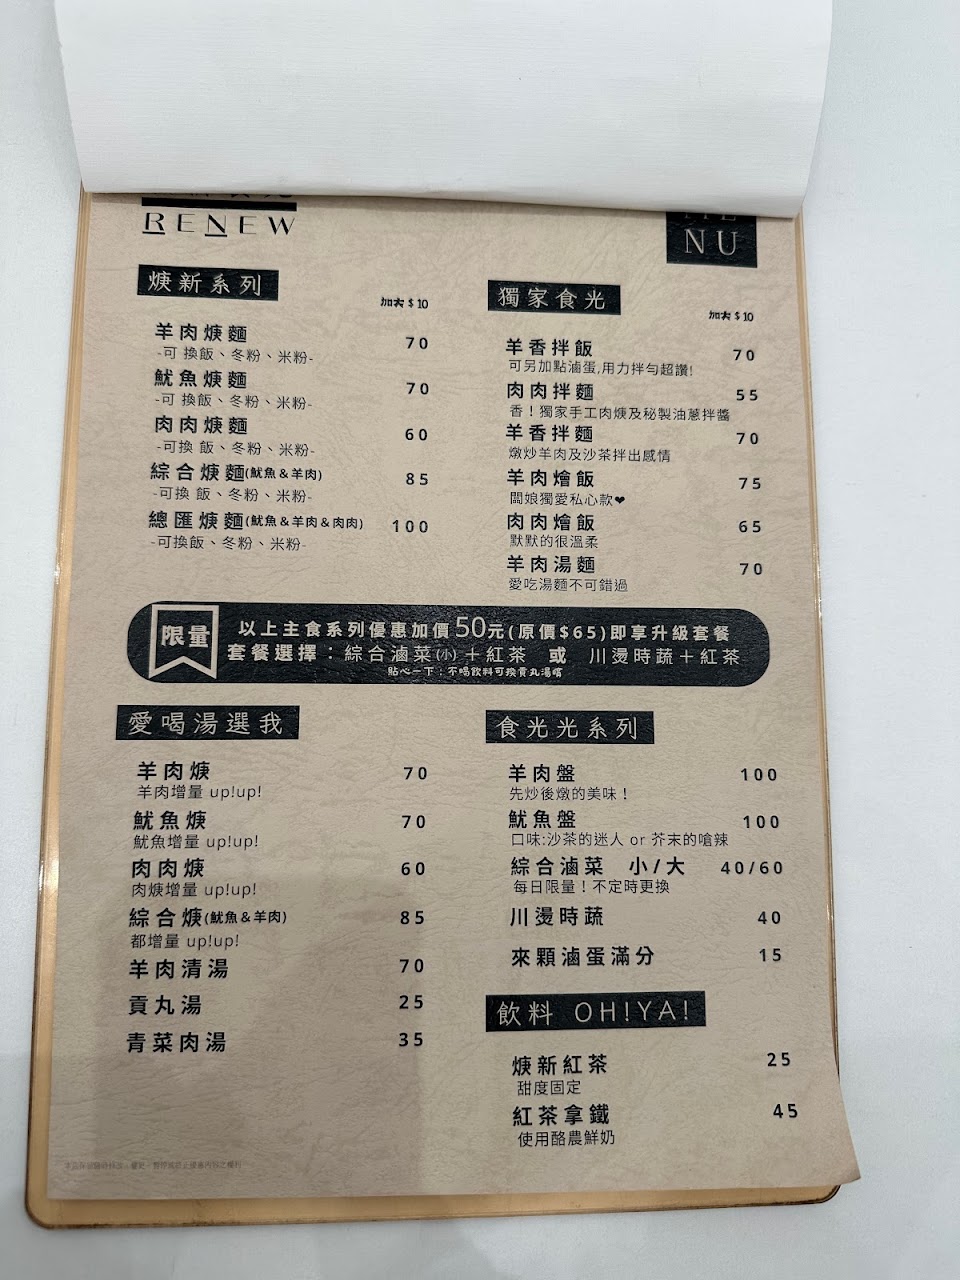 RENEW
NU
焿新系列
加大 $10
羊肉焿麵 70
-可 換飯、冬粉、米粉-
魷魚焿麵 70
-可 換飯、冬粉、米粉-
肉肉焿麵 60
-可換 飯、冬粉、米粉-
綜合焿麵(魷魚&羊肉) 85
-可換 飯、冬粉、米粉-
總匯焿麵(魷魚&羊肉&肉肉) 100
-可換飯、冬粉、米粉-
獨家食光
加大 $10
羊香拌飯 70
可另加點滷蛋,用力拌勻超讚!
肉肉拌麵 55
香！獨家手工肉焿及秘製油蔥拌醬
羊香拌麵 70
燉炒羊肉及沙茶拌出感情
羊肉燴飯 75
闆娘獨愛私心款❤
肉肉燴飯 65
默默的很溫柔
羊肉湯麵 70
愛吃湯麵不可錯過
限量
以上主食系列優惠加價50元(原價$65)即享升級套餐
套餐選擇：綜合滷菜(小)＋紅茶 或 川燙時蔬＋紅茶
貼心一下：不喝飲料可換貢丸湯唷
愛喝湯選我
羊肉焿 70
羊肉增量 up!up!
魷魚焿 70
魷魚增量 up!up!
肉肉焿 60
肉焿增量 up!up!
綜合焿(魷魚&羊肉) 85
都增量 up!up!
羊肉清湯 70
貢丸湯 25
青菜肉湯 35
食光光系列
羊肉盤 100
先炒後燉的美味！
魷魚盤 100
口味:沙茶的迷人 or 芥末的嗆辣
綜合滷菜 小/大 40/60
每日限量！不定時更換
川燙時蔬 40
來顆滷蛋滿分 15
飲料 OH!YA!
焿新紅茶 25
甜度固定
紅茶拿鐵 45
使用酪農鮮奶